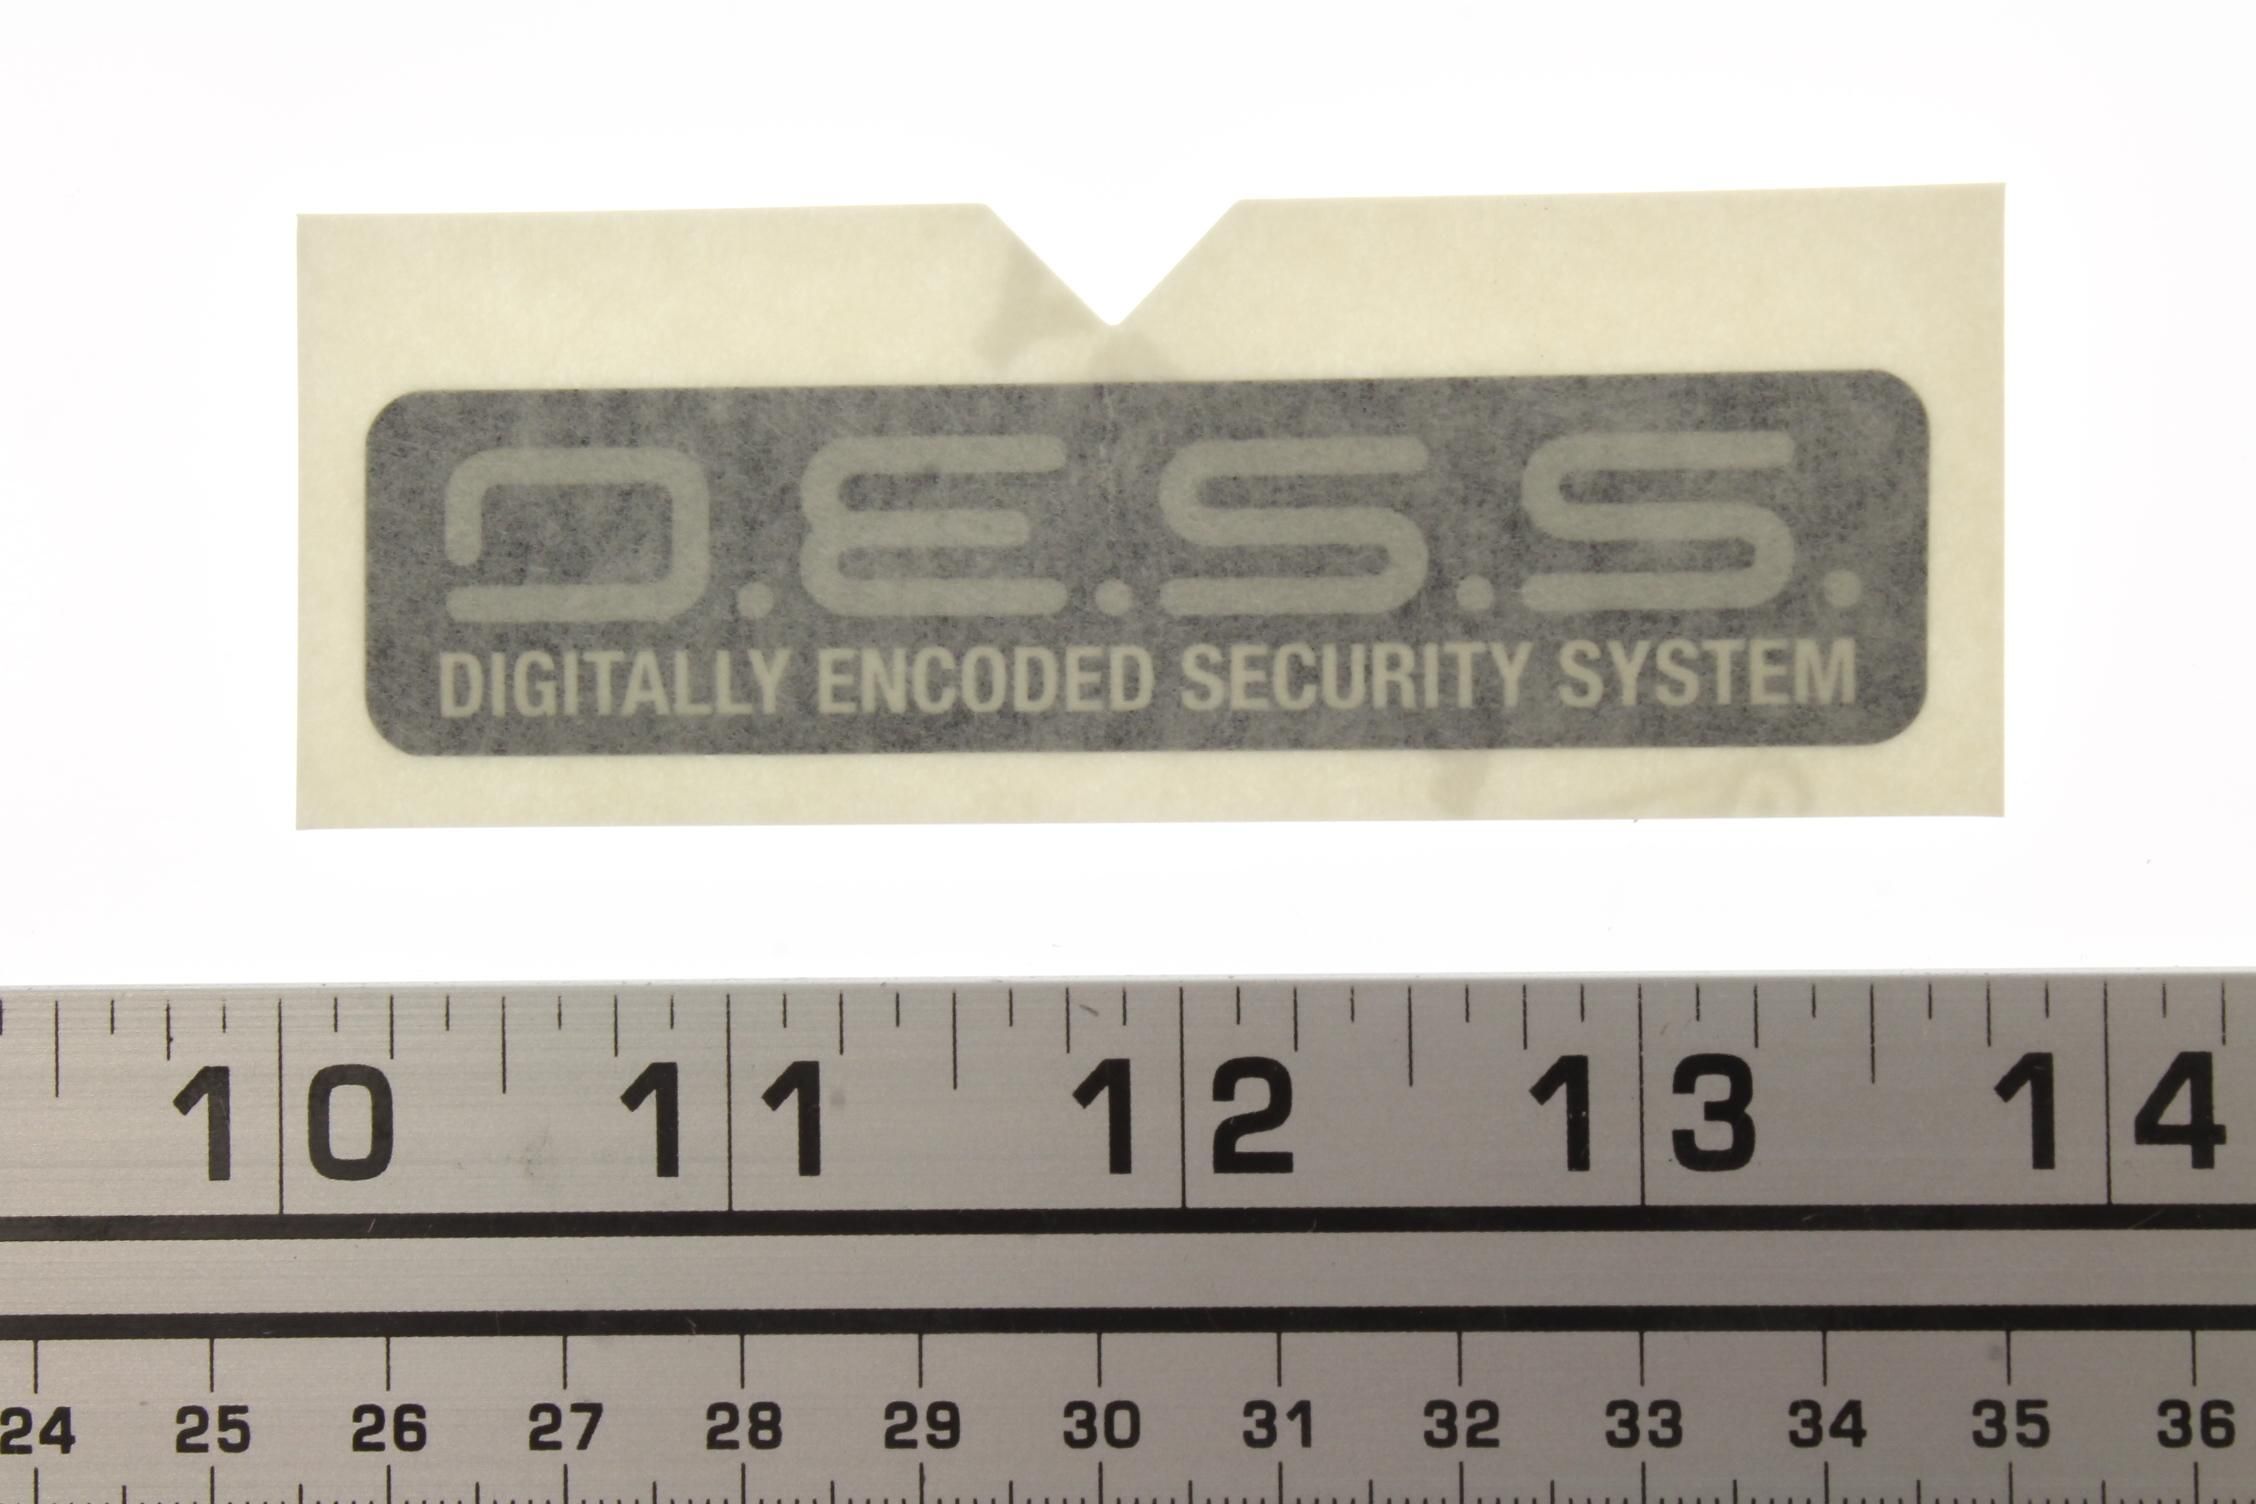 D.E.S.S.
DIGITALLY ENCODED SECURITY SYSTEM
10 11 12 13 14
24 25 26 27 28 29 30 31 32 33 34 35 36